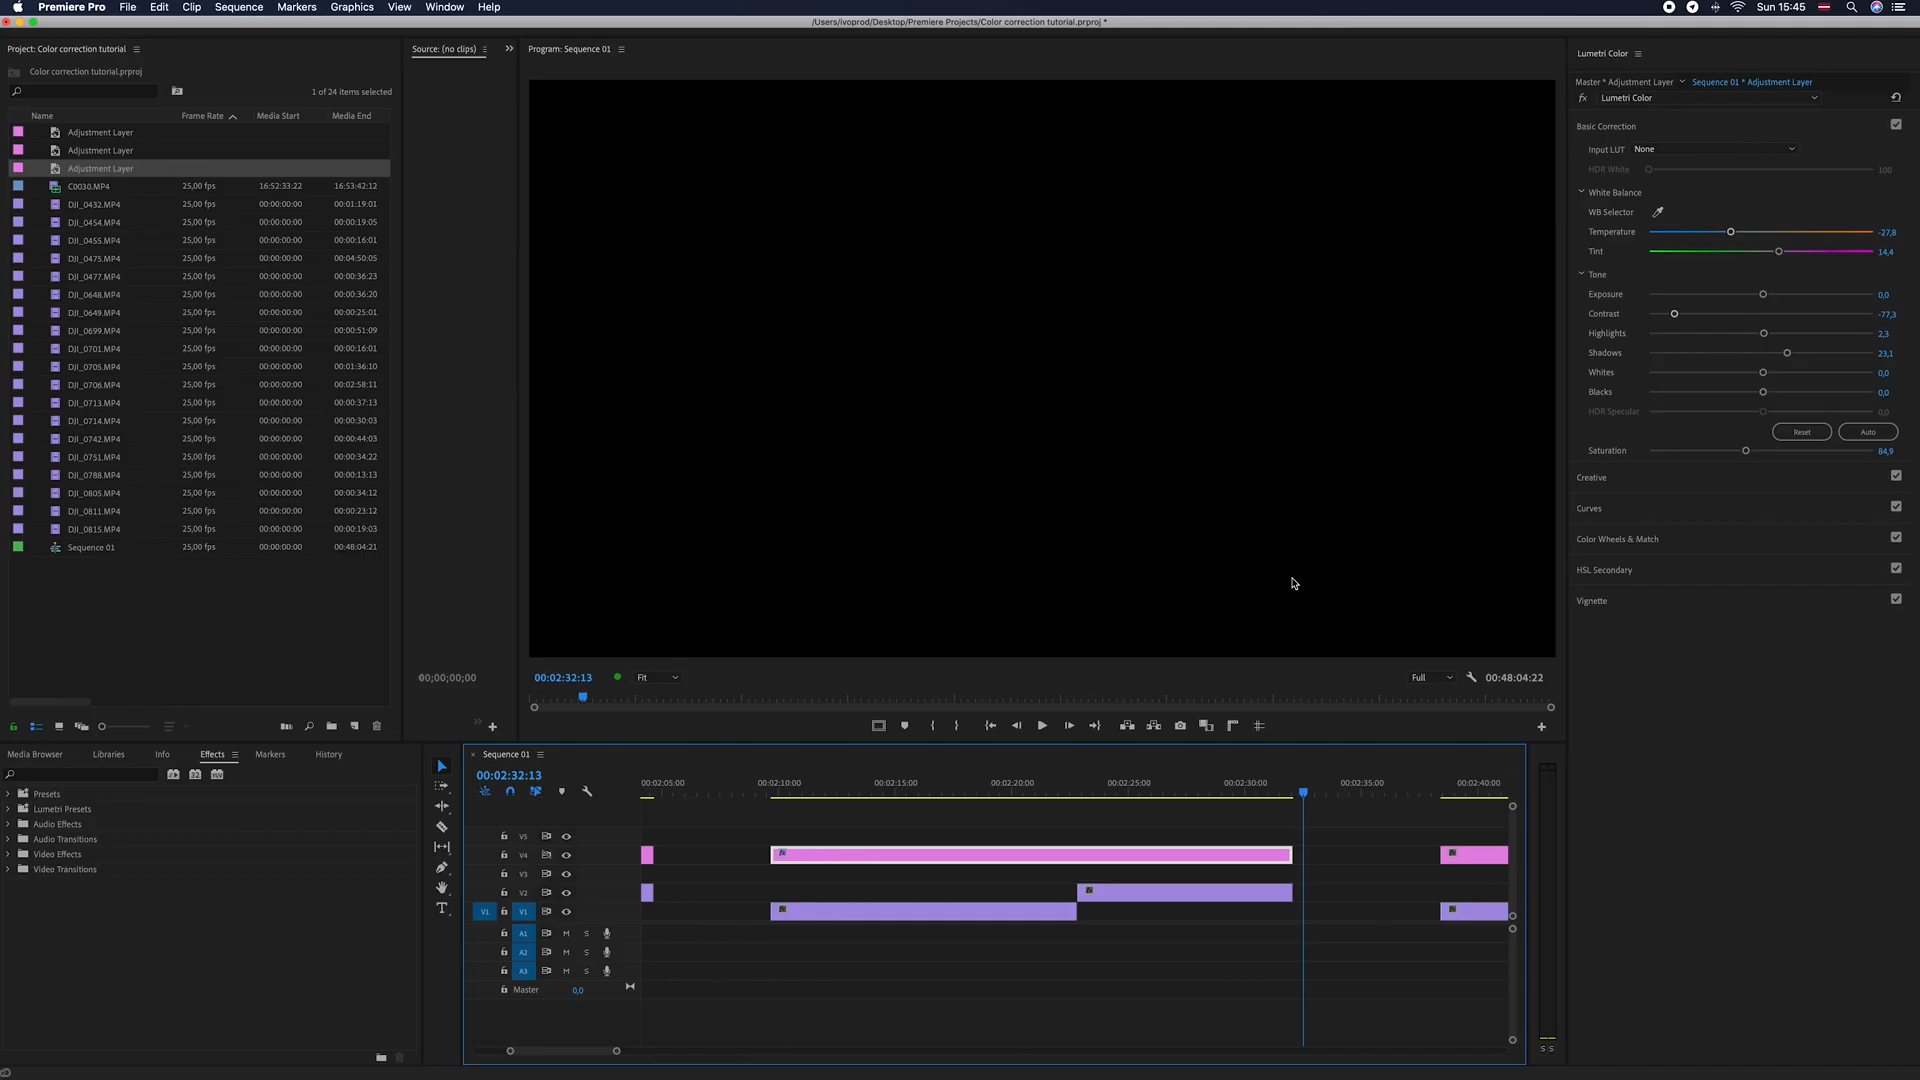 Premiere Pro File Edit Clip Sequence Markers Graphics View Window Help Sun 15:45
/Users/ivoprod/Desktop/Premiere Projects/Color correction tutorial.prproj *
Project: Color correction tutorial
Color correction tutorial.prproj
1 of 24 items selected
Name Frame Rate Media Start Media End
Adjustment Layer
Adjustment Layer
Adjustment Layer
C0030.MP4 25,00 fps 16:52:33:22 16:53:42:12
DJI_0432.MP4 25,00 fps 00:00:00:00 00:01:19:01
DJI_0454.MP4 25,00 fps 00:00:00:00 00:00:19:05
DJI_0455.MP4 25,00 fps 00:00:00:00 00:00:16:01
DJI_0475.MP4 25,00 fps 00:00:00:00 00:04:50:05
DJI_0477.MP4 25,00 fps 00:00:00:00 00:00:36:23
DJI_0648.MP4 25,00 fps 00:00:00:00 00:00:36:20
DJI_0649.MP4 25,00 fps 00:00:00:00 00:00:25:01
DJI_0699.MP4 25,00 fps 00:00:00:00 00:00:51:09
DJI_0701.MP4 25,00 fps 00:00:00:00 00:00:16:01
DJI_0705.MP4 25,00 fps 00:00:00:00 00:01:36:10
DJI_0706.MP4 25,00 fps 00:00:00:00 00:02:58:11
DJI_0713.MP4 25,00 fps 00:00:00:00 00:00:37:13
DJI_0714.MP4 25,00 fps 00:00:00:00 00:00:30:03
DJI_0742.MP4 25,00 fps 00:00:00:00 00:00:44:03
DJI_0751.MP4 25,00 fps 00:00:00:00 00:00:34:22
DJI_0788.MP4 25,00 fps 00:00:00:00 00:00:13:13
DJI_0805.MP4 25,00 fps 00:00:00:00 00:00:34:12
DJI_0811.MP4 25,00 fps 00:00:00:00 00:00:23:12
DJI_0815.MP4 25,00 fps 00:00:00:00 00:00:19:03
Sequence 01 25,00 fps 00:00:00:00 00:48:04:21
Source: (no clips)
00;00;00;00
Program: Sequence 01
00:02:32:13 Fit Full 00:48:04:22
Lumetri Color
Master * Adjustment Layer Sequence 01 * Adjustment Layer
fx Lumetri Color
Basic Correction
Input LUT None
HDR White 100
White Balance
WB Selector
Temperature -27,8
Tint 14,4
Tone
Exposure 0,0
Contrast -77,3
Highlights 2,3
Shadows 23,1
Whites 0,0
Blacks 0,0
HDR Specular 0,0
Reset Auto
Saturation 84,9
Creative
Curves
Color Wheels & Match
HSL Secondary
Vignette
Media Browser Libraries Info Effects Markers History
Presets
Lumetri Presets
Audio Effects
Audio Transitions
Video Effects
Video Transitions
× Sequence 01
00:02:32:13
00:02:05:00 00:02:10:00 00:02:15:00 00:02:20:00 00:02:25:00 00:02:30:00 00:02:35:00 00:02:40:00
V5
V4
V3
V2
V1 V1
A1 M S
A2 M S
A3 M S
Master 0,0
S S